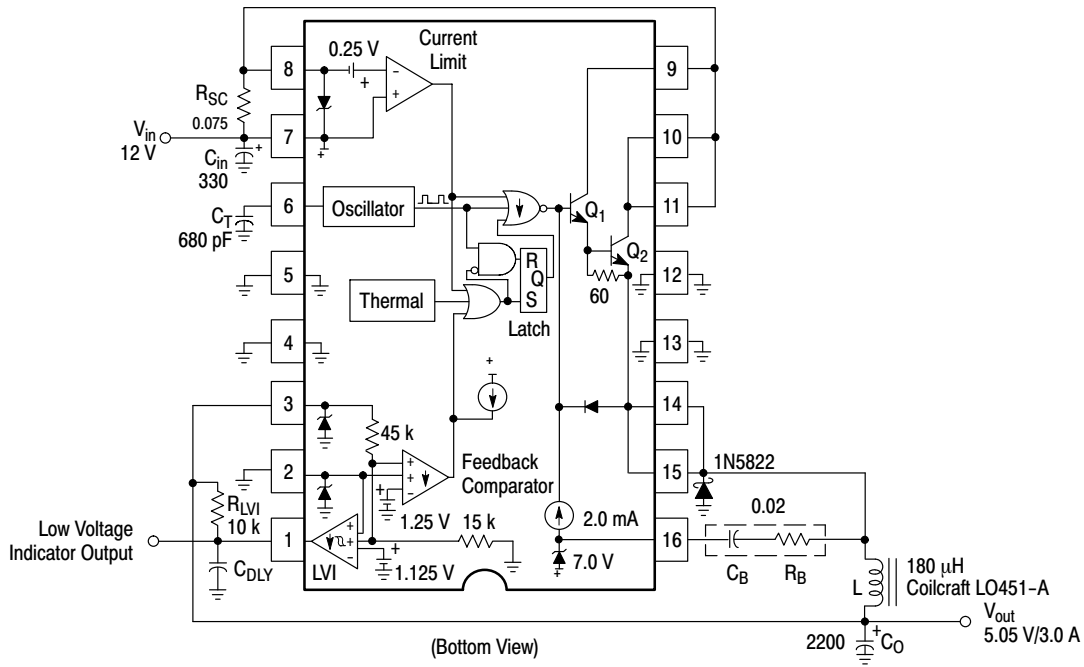 Current
Limit
0.25 V
+
−
+
8
9
RSC
0.075
Vin
12 V
7
10
+
Cin
330
+
CT
680 pF
6
Oscillator
Q1
11
5
R
Q
S
Latch
Q2
60
12
Thermal
4
13
+
3
14
45 k
2
+
+
−
+
Feedback
Comparator
15
1N5822
RLVI
10 k
Low Voltage
Indicator Output
1
CDLY
+
+
−
LVI
1.25 V
+
1.125 V
15 k
2.0 mA
7.0 V
+
16
0.02
CB
RB
L
180 μH
Coilcraft LO451−A
Vout
5.05 V/3.0 A
2200
+
CO
(Bottom View)